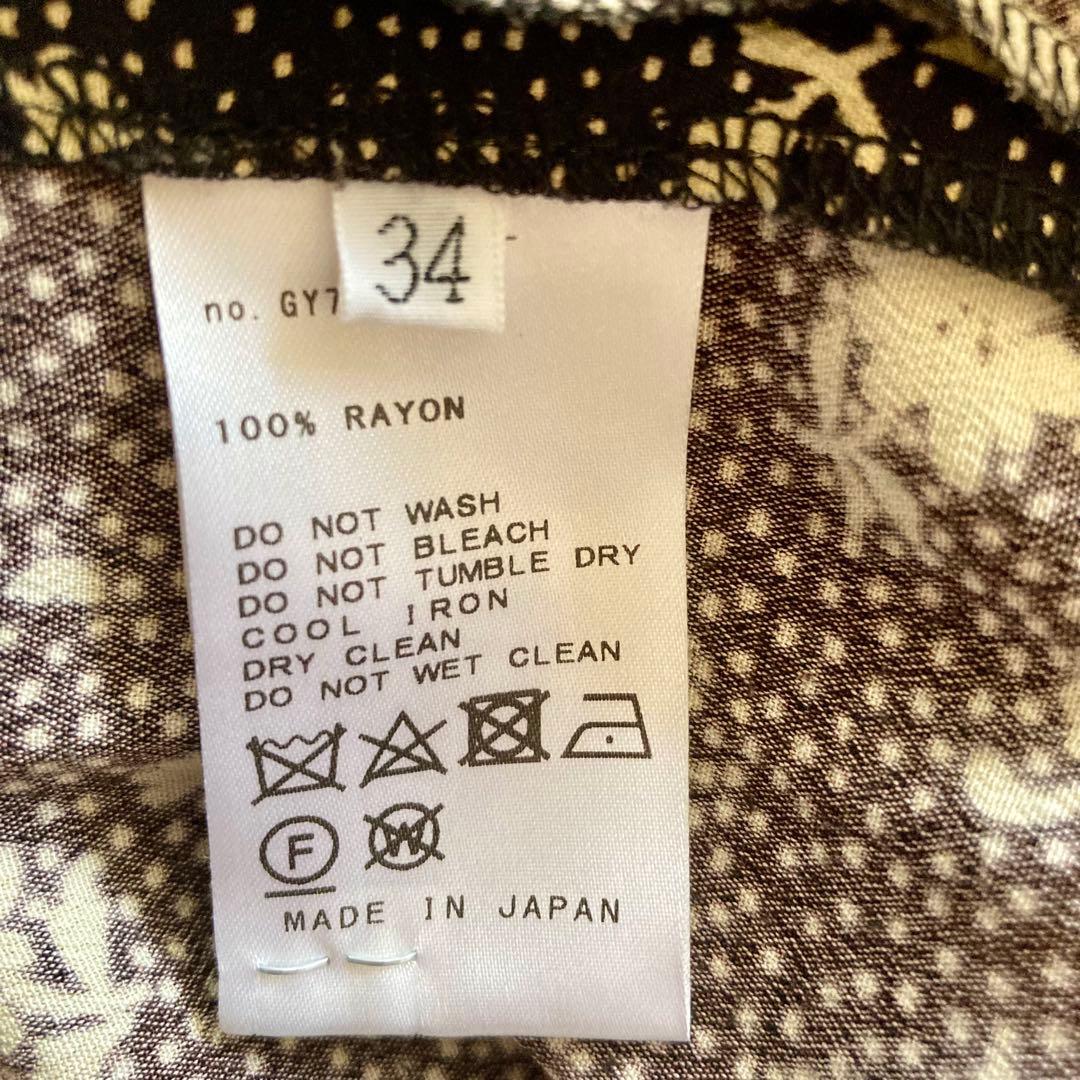 34
no. GY7
100% RAYON
DO NOT WASH
DO NOT BLEACH
DO NOT TUMBLE DRY
COOL IRON
DRY CLEAN
DO NOT WET CLEAN
F W
MADE IN JAPAN